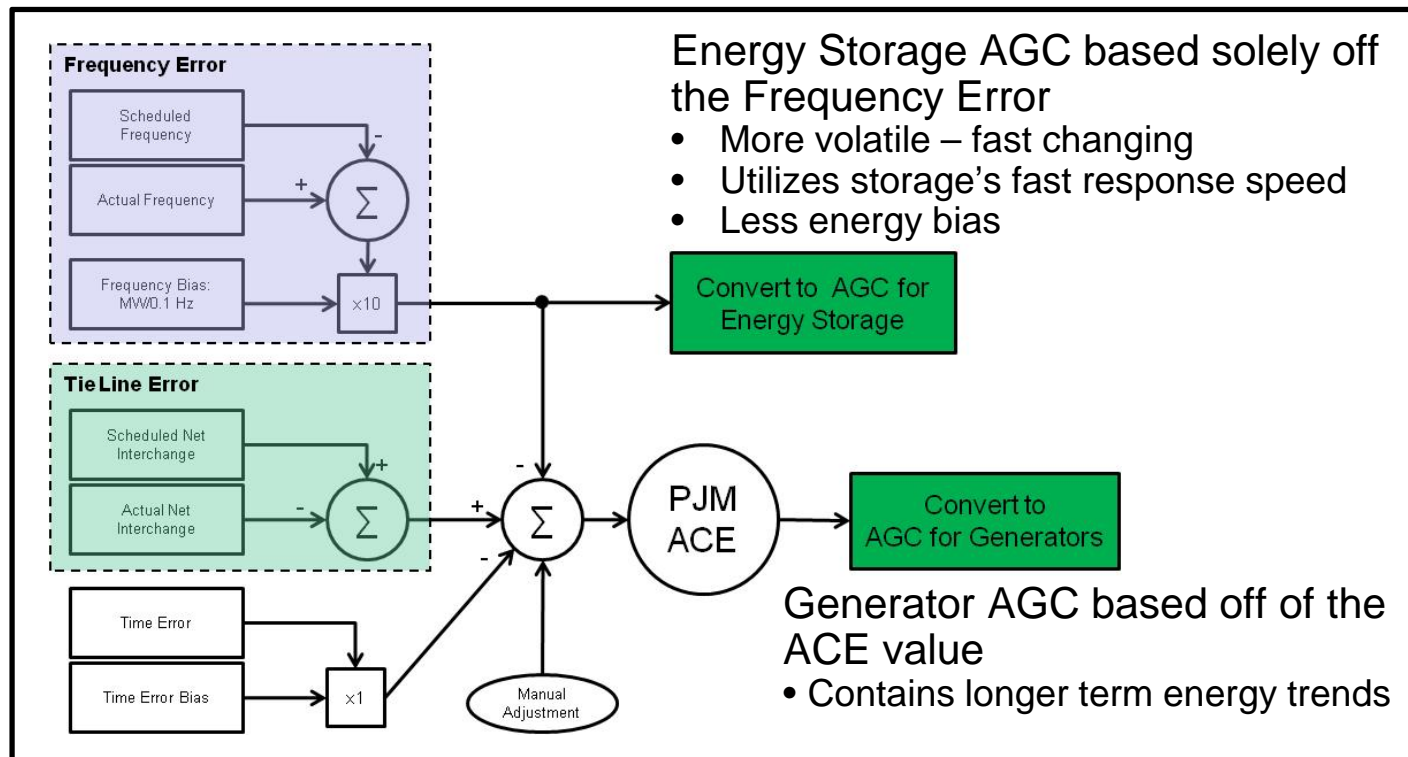 Frequency Error
Scheduled
Frequency
-
Actual Frequency
+
Σ
Frequency Bias:
MW/0.1 Hz
x10
Energy Storage AGC based solely off
the Frequency Error
• More volatile – fast changing
• Utilizes storage's fast response speed
• Less energy bias
Convert to AGC for
Energy Storage
TieLine Error
Scheduled Net
Interchange
+
Actual Net
Interchange
-
Σ
+
-
-
Σ
PJM
ACE
Convert to
AGC for Generators
Time Error
Time Error Bias
x1
Manual
Adjustment
Generator AGC based off of the
ACE value
• Contains longer term energy trends